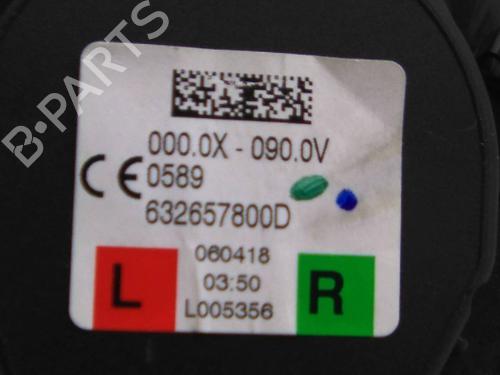 B-PARTS
000.0X - 090.0V
CE 0589
632657800D
060418
L 03:50 R
L005356